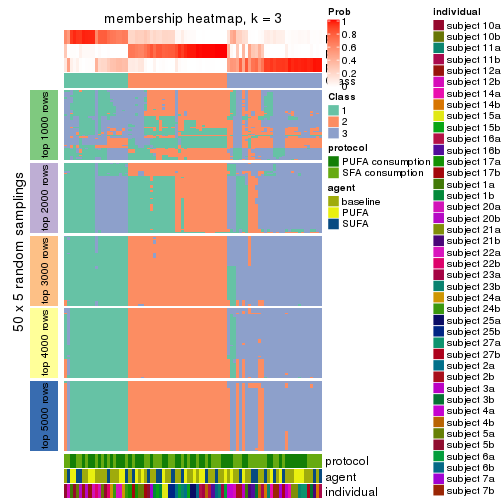 membership heatmap, k = 3
50 x 5 random samplings
top 1000 rows
top 2000 rows
top 3000 rows
top 4000 rows
top 5000 rows
protocol
agent
individual
Prob
1
0.8
0.6
0.4
0.2
0
Class
1
2
3
protocol
PUFA consumption
SFA consumption
agent
baseline
PUFA
SUFA
individual
subject 10a
subject 10b
subject 11a
subject 11b
subject 12a
subject 12b
subject 14a
subject 14b
subject 15a
subject 15b
subject 16a
subject 16b
subject 17a
subject 17b
subject 1a
subject 1b
subject 20a
subject 20b
subject 21a
subject 21b
subject 22a
subject 22b
subject 23a
subject 23b
subject 24a
subject 24b
subject 25a
subject 25b
subject 27a
subject 27b
subject 2a
subject 2b
subject 3a
subject 3b
subject 4a
subject 4b
subject 5a
subject 5b
subject 6a
subject 6b
subject 7a
subject 7b